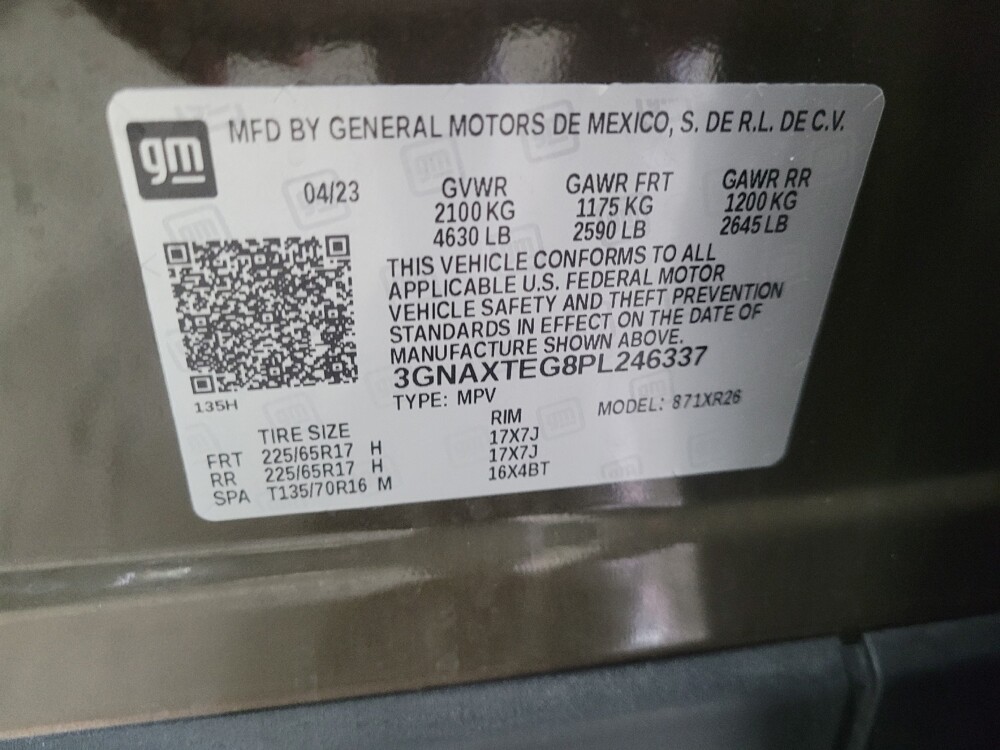 gm
MFD BY GENERAL MOTORS DE MEXICO, S. DE R.L. DE C.V.
04/23
GVWR GAWR FRT GAWR RR
2100 KG 1175 KG 1200 KG
4630 LB 2590 LB 2645 LB
THIS VEHICLE CONFORMS TO ALL
APPLICABLE U.S. FEDERAL MOTOR
VEHICLE SAFETY AND THEFT PREVENTION
STANDARDS IN EFFECT ON THE DATE OF
MANUFACTURE SHOWN ABOVE.
3GNAXTEG8PL246337
TYPE: MPV MODEL: 871XR26
135H
TIRE SIZE RIM
FRT 225/65R17 H 17X7J
RR 225/65R17 H 17X7J
SPA T135/70R16 M 16X4BT